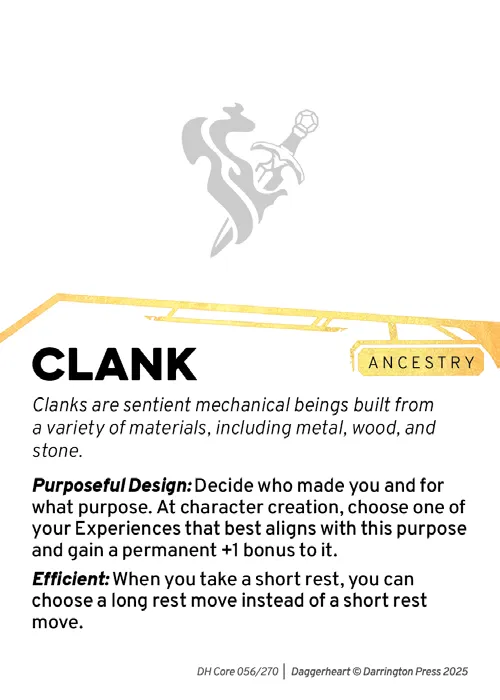 CLANK
ANCESTRY
Clanks are sentient mechanical beings built from
a variety of materials, including metal, wood, and
stone.
Purposeful Design: Decide who made you and for
what purpose. At character creation, choose one of
your Experiences that best aligns with this purpose
and gain a permanent +1 bonus to it.
Efficient: When you take a short rest, you can
choose a long rest move instead of a short rest
move.
DH Core 056/270 | Daggerheart © Darrington Press 2025